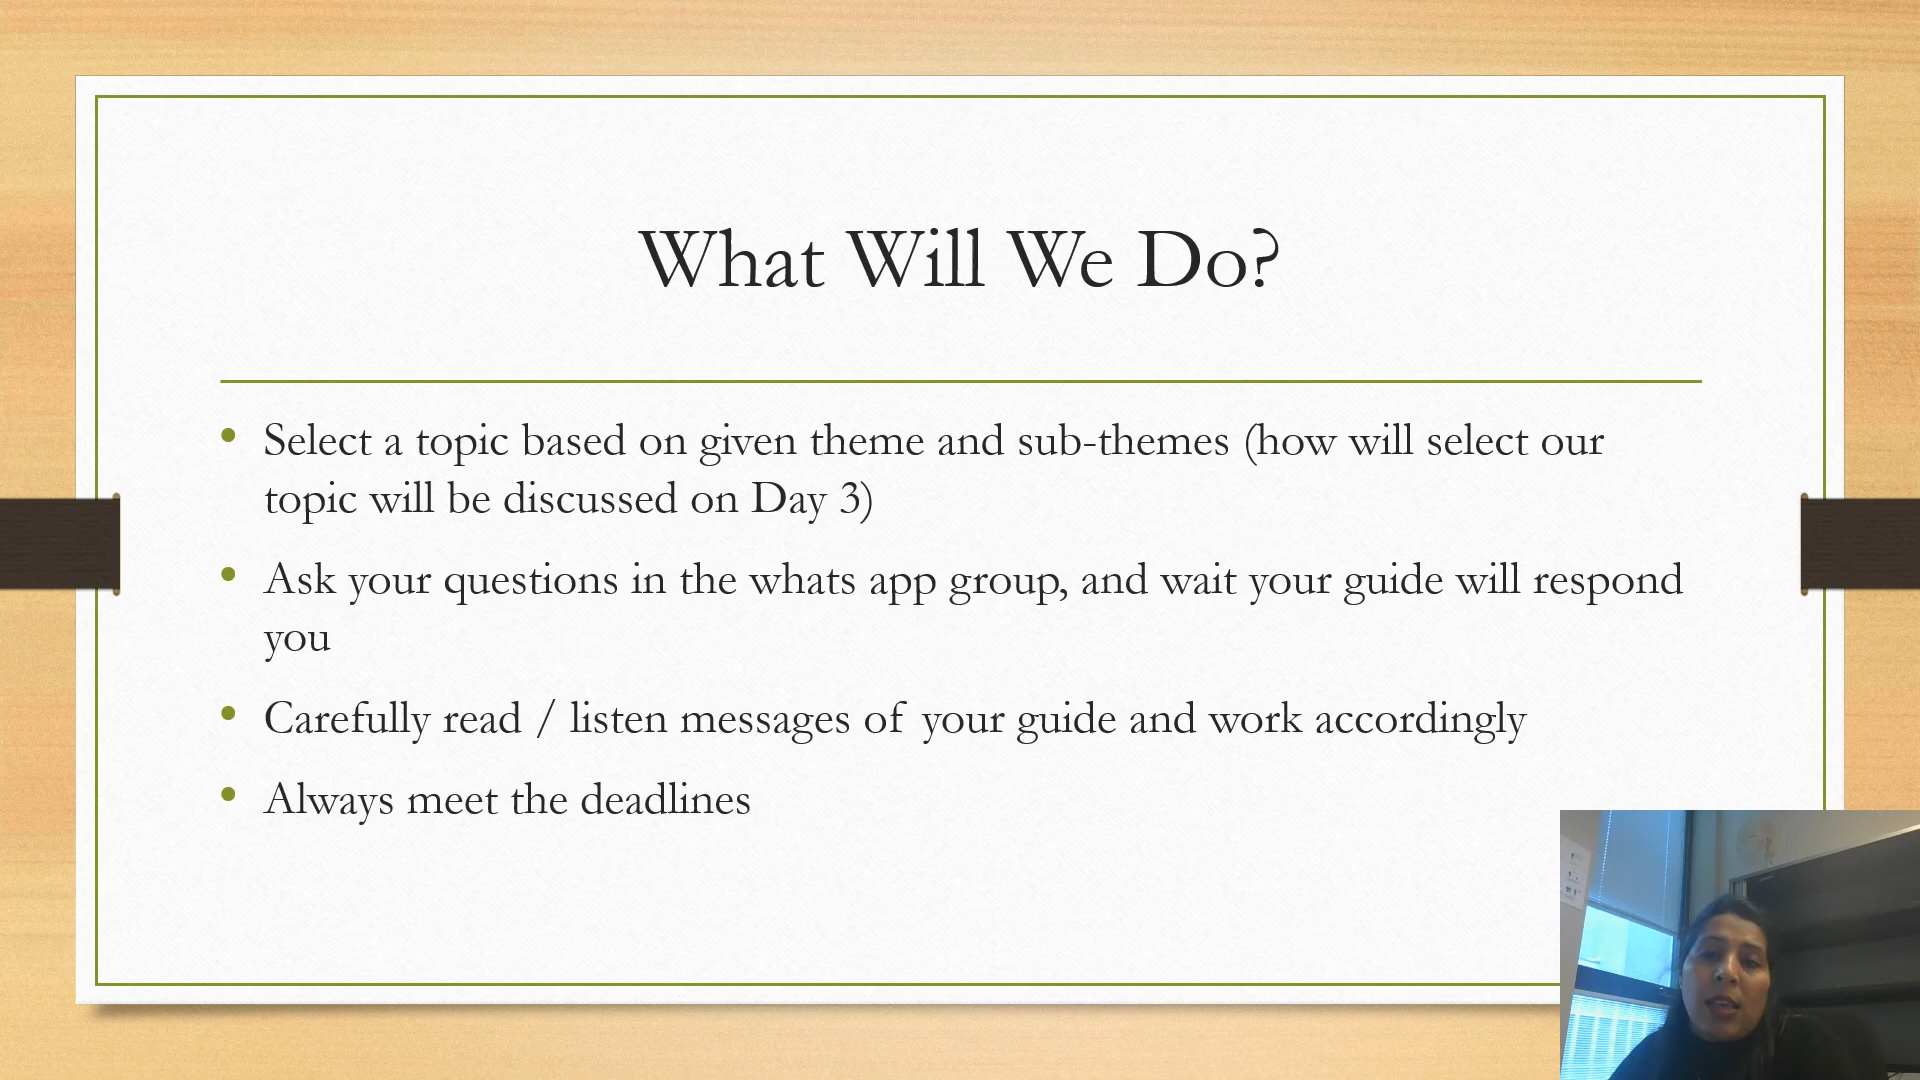 What Will We Do?
• Select a topic based on given theme and sub-themes (how will select our
topic will be discussed on Day 3)
• Ask your questions in the whats app group, and wait your guide will respond
you
• Carefully read / listen messages of your guide and work accordingly
• Always meet the deadlines